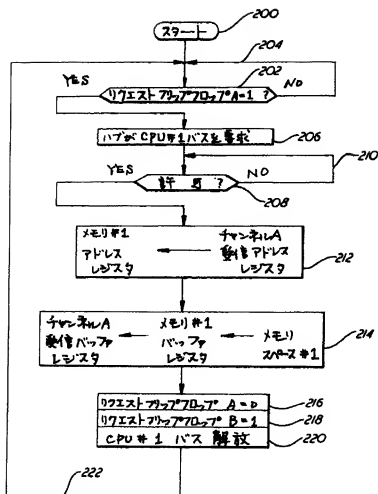 スタート
200
204
202
YES
リクエストフリップフロップA=1 ?
NO
ハブがCPU#1バスを要求
206
210
YES
許可 ?
NO
208
メモリ#1 ← チャンネルA
アドレス
アドレス
レジスタ
レジスタ
212
チャンネルA ← メモリ#1 ← メモリ
バッファ
バッファ
スペース#1
レジスタ
レジスタ
214
リクエストフリップフロップ A=0
216
リクエストフリップフロップ B=1
218
CPU#1 バス 解放
220
222